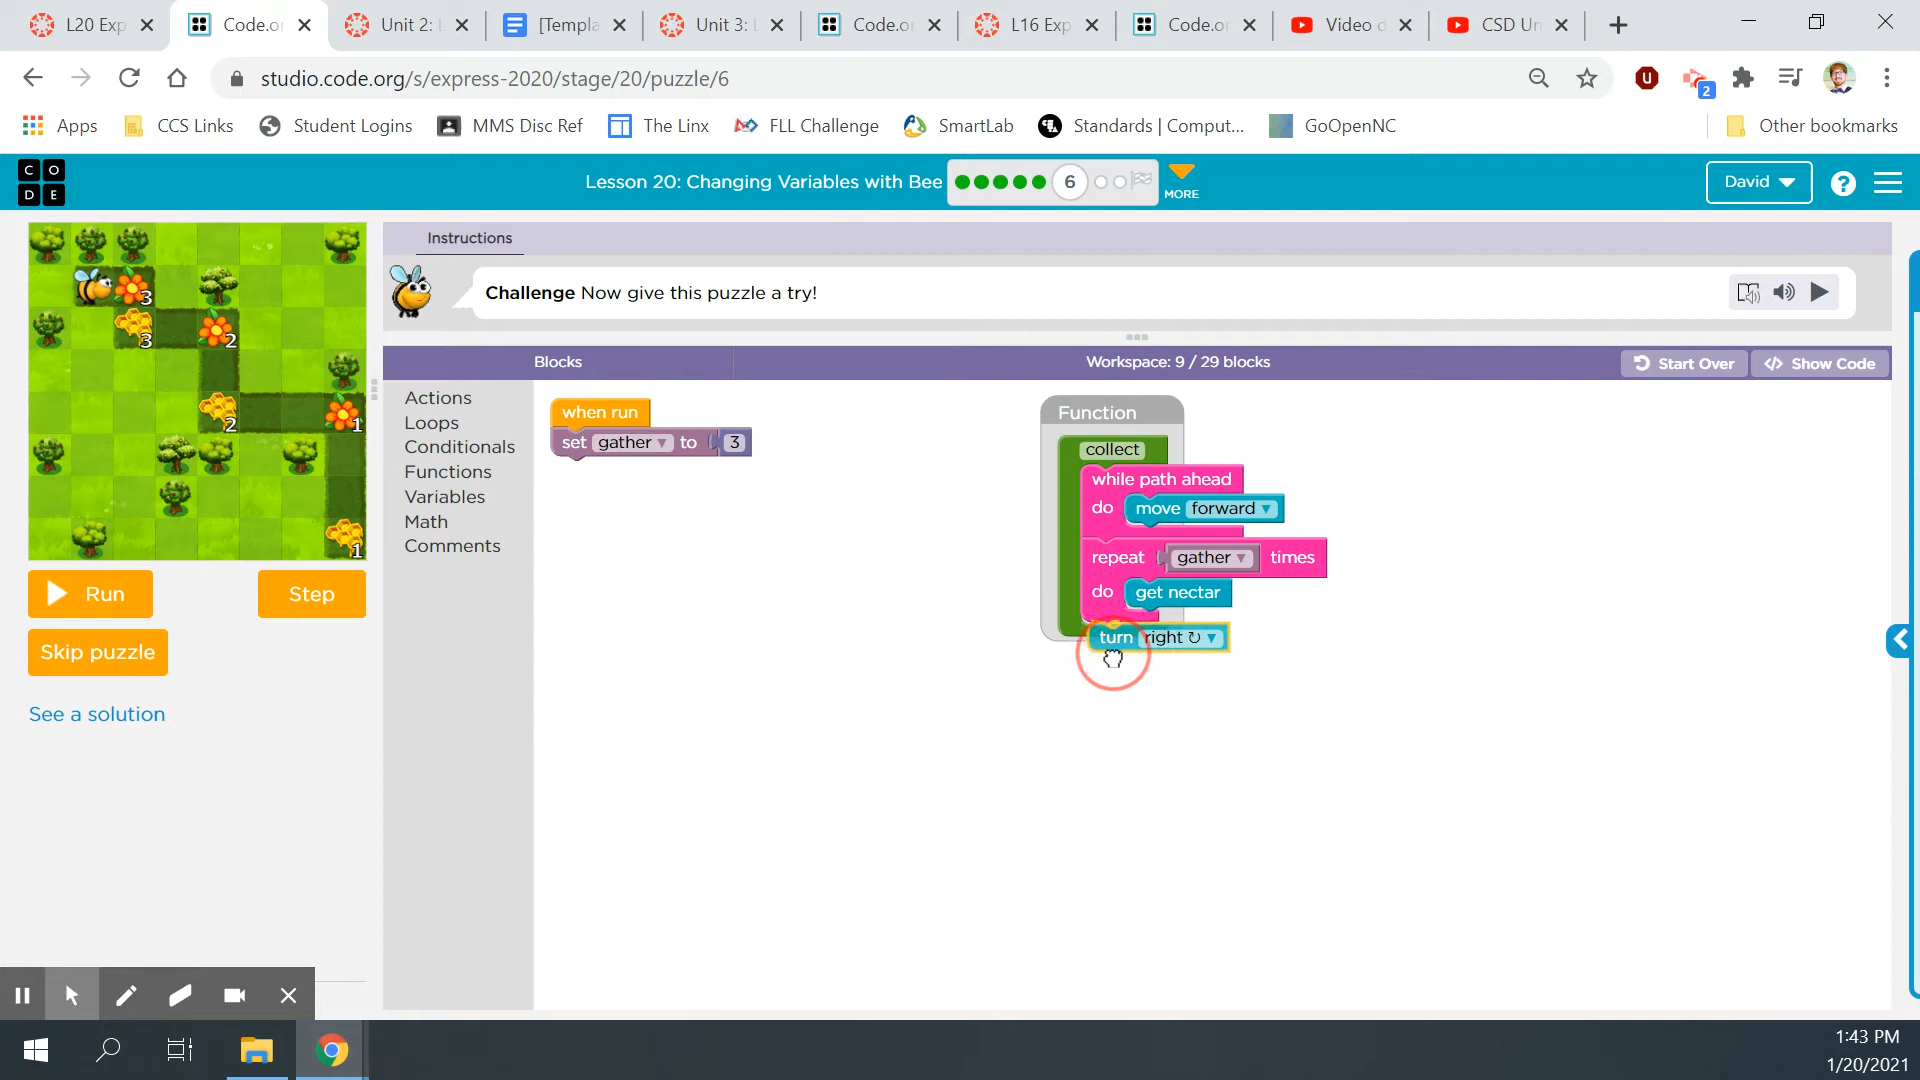 L20 Exp
Code.or
Unit 2:
[Templa
Unit 3:
Code.or
L16 Exp
Code.or
Video
CSD Un
studio.code.org/s/express-2020/stage/20/puzzle/6
2
Apps
CCS Links
Student Logins
MMS Disc Ref
The Linx
FLL Challenge
SmartLab
Standards | Comput...
GoOpenNC
Other bookmarks
C O
D E
Lesson 20: Changing Variables with Bee
6
MORE
David
?
Instructions
Challenge Now give this puzzle a try!
3
3
2
2
1
1
Blocks
Workspace: 9 / 29 blocks
Start Over
Show Code
Actions
Loops
Conditionals
Functions
Variables
Math
Comments
when run
set gather to 3
Function
collect
while path ahead
do move forward
repeat gather times
do get nectar
turn right ↻
Run
Step
Skip puzzle
See a solution
1:43 PM
1/20/2021